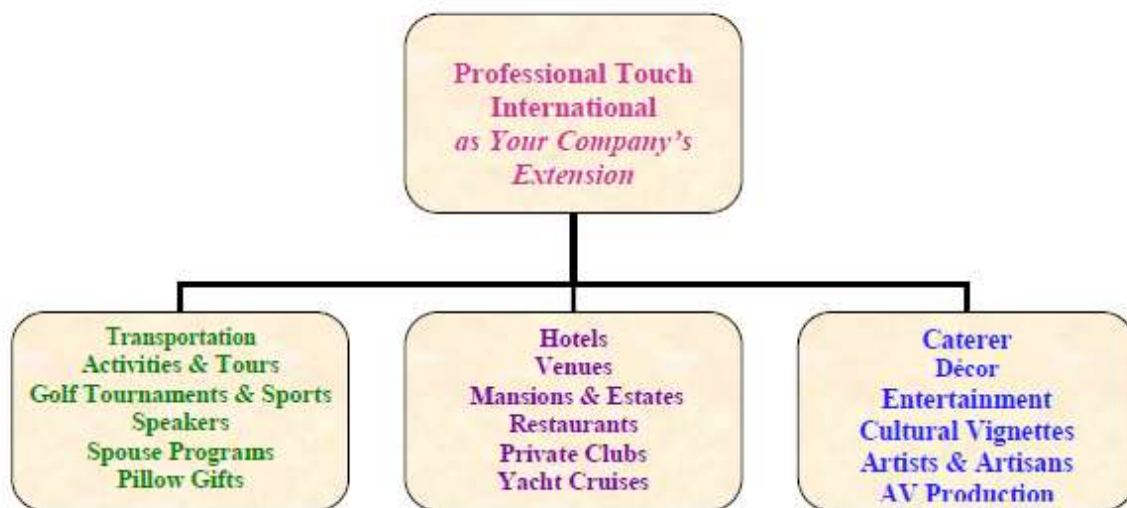 Professional Touch
International
as Your Company's
Extension
Transportation
Activities & Tours
Golf Tournaments & Sports
Speakers
Spouse Programs
Pillow Gifts
Hotels
Venues
Mansions & Estates
Restaurants
Private Clubs
Yacht Cruises
Caterer
Décor
Entertainment
Cultural Vignettes
Artists & Artisans
AV Production